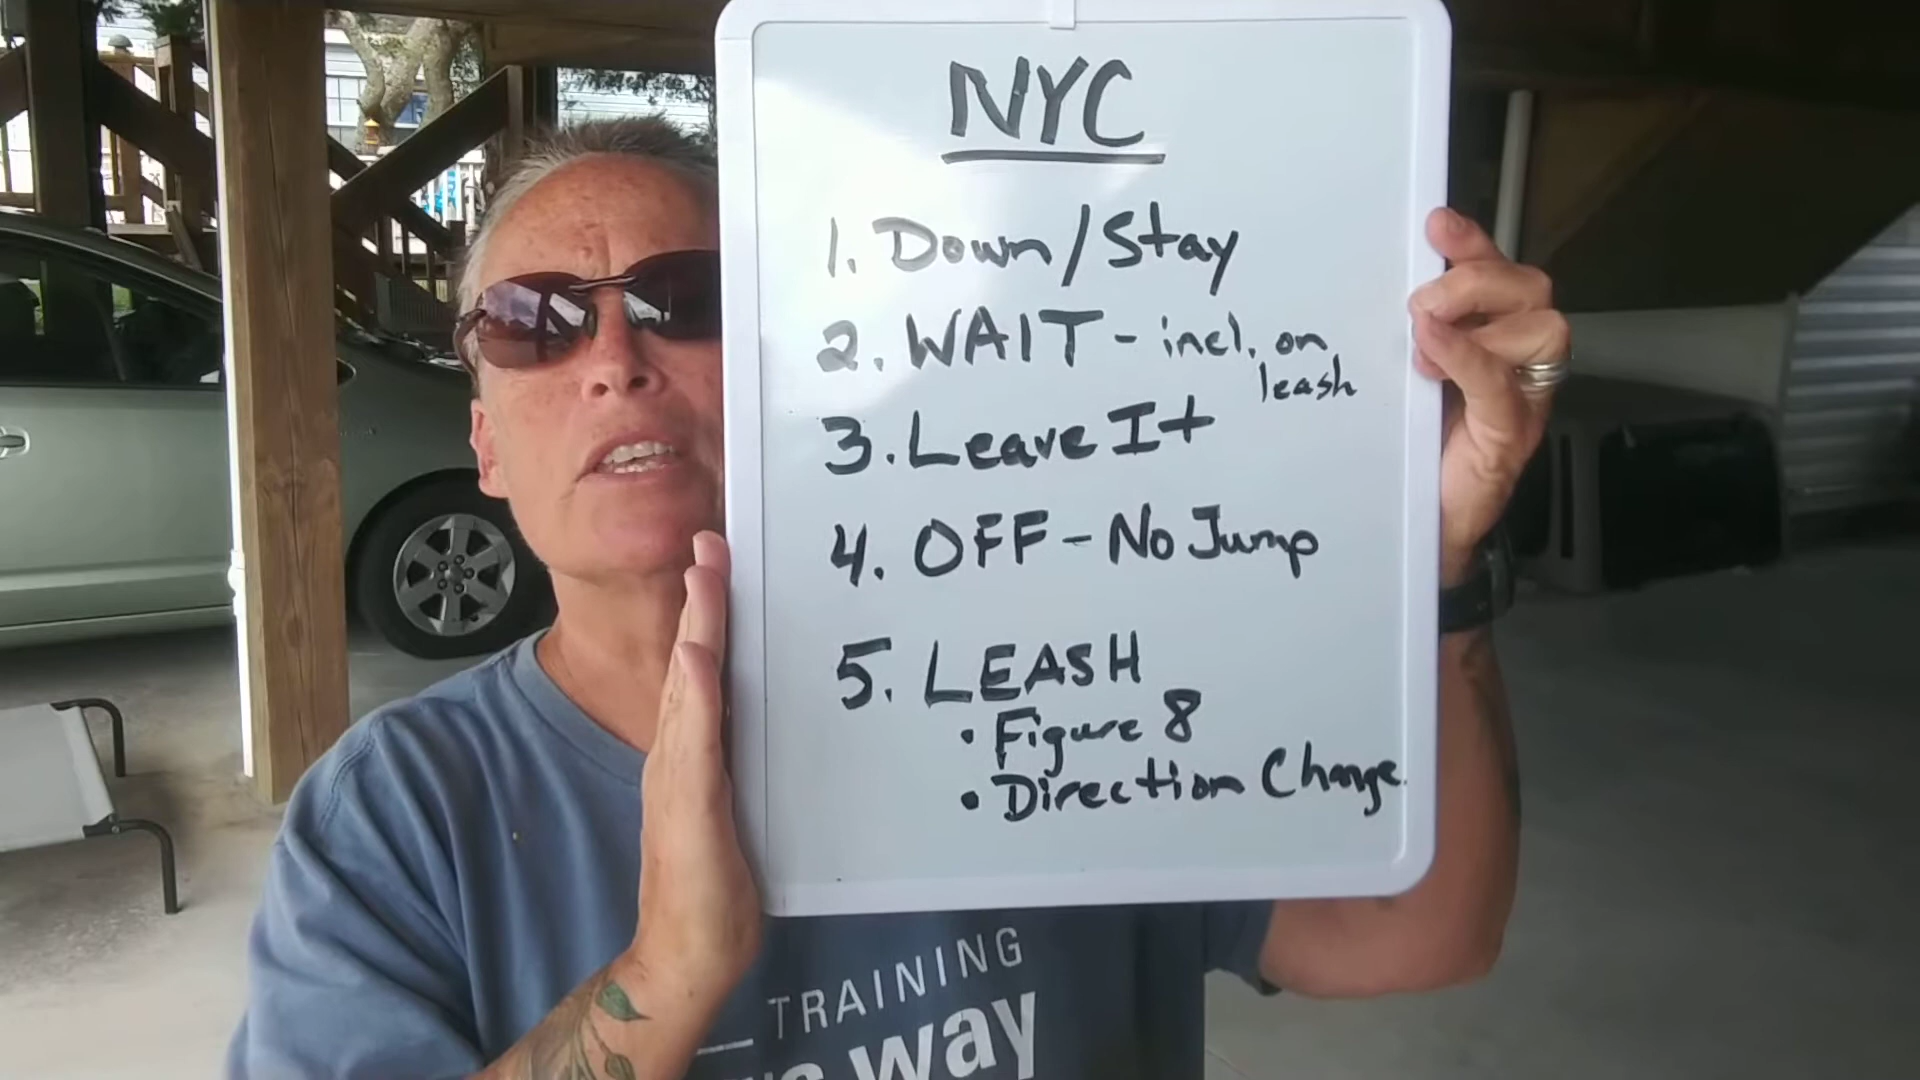 NYC
1. Down/Stay
2. WAIT - incl. on
leash
3. Leave It
4. OFF - No Jump
5. LEASH
• Figure 8
• Direction Change.
TRAINING
way